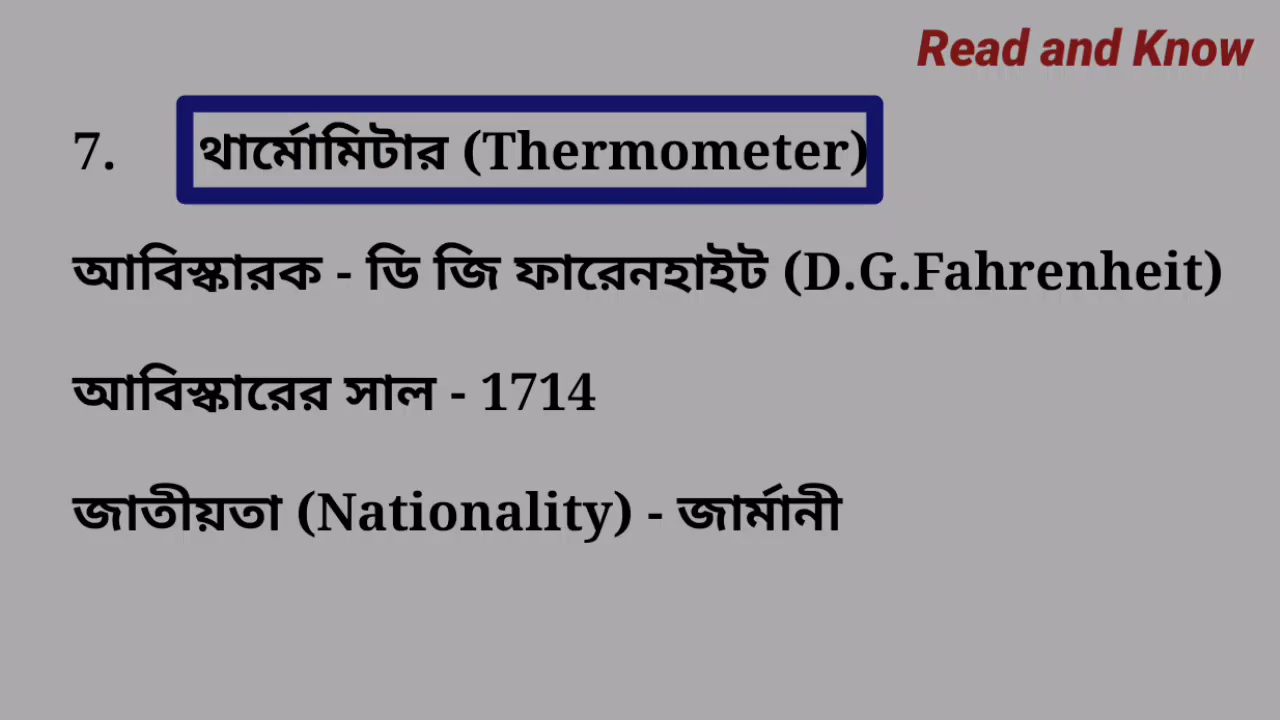 Read and Know
7. থার্মোমিটার (Thermometer)
আবিস্কারক - ডি জি ফারেনহাইট (D.G.Fahrenheit)
আবিস্কারের সাল - 1714
জাতীয়তা (Nationality) - জার্মানী